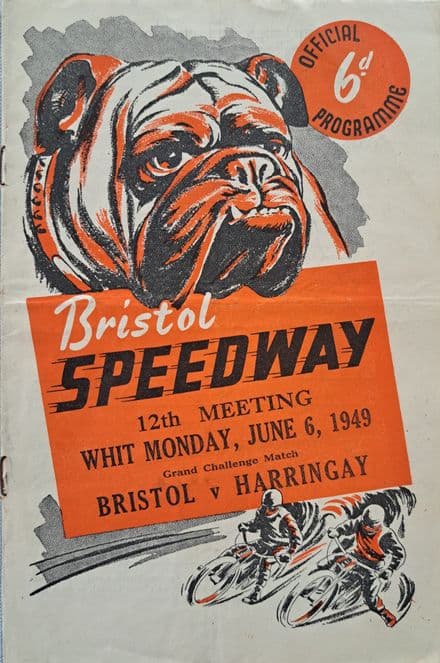 OFFICIAL
6d
PROGRAMME
Bristol
SPEEDWAY
12th MEETING
WHIT MONDAY, JUNE 6, 1949
Grand Challenge Match
BRISTOL v HARRINGAY